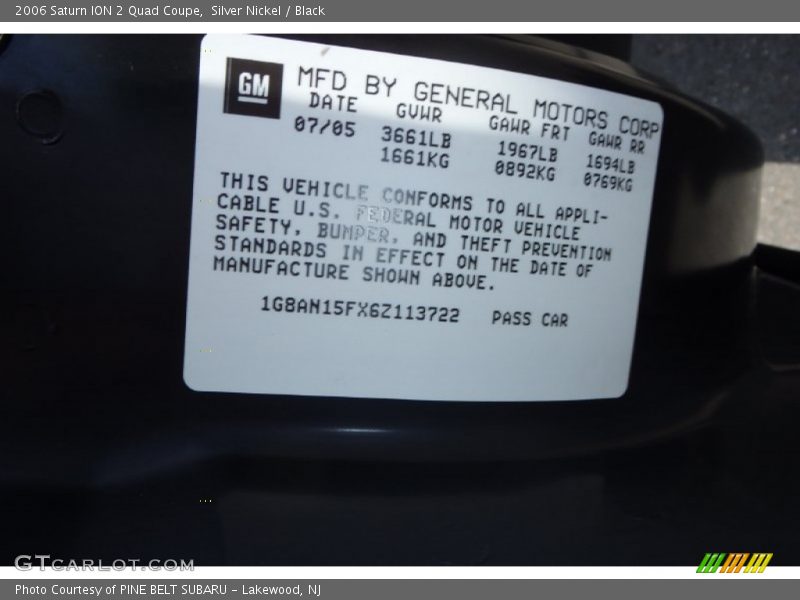 2006 Saturn ION 2 Quad Coupe,  Silver Nickel / Black
GM
MFD BY GENERAL MOTORS CORP
DATE GVWR GAWR FRT GAWR RR
07/05 3661LB 1967LB 1694LB
1661KG 0892KG 0769KG
THIS VEHICLE CONFORMS TO ALL APPLI-
CABLE U.S. FEDERAL MOTOR VEHICLE
SAFETY, BUMPER, AND THEFT PREVENTION
STANDARDS IN EFFECT ON THE DATE OF
MANUFACTURE SHOWN ABOVE.
1G8AN15FX6Z113722 PASS CAR
GTCARLOT.COM
Photo Courtesy of PINE BELT SUBARU - Lakewood, NJ